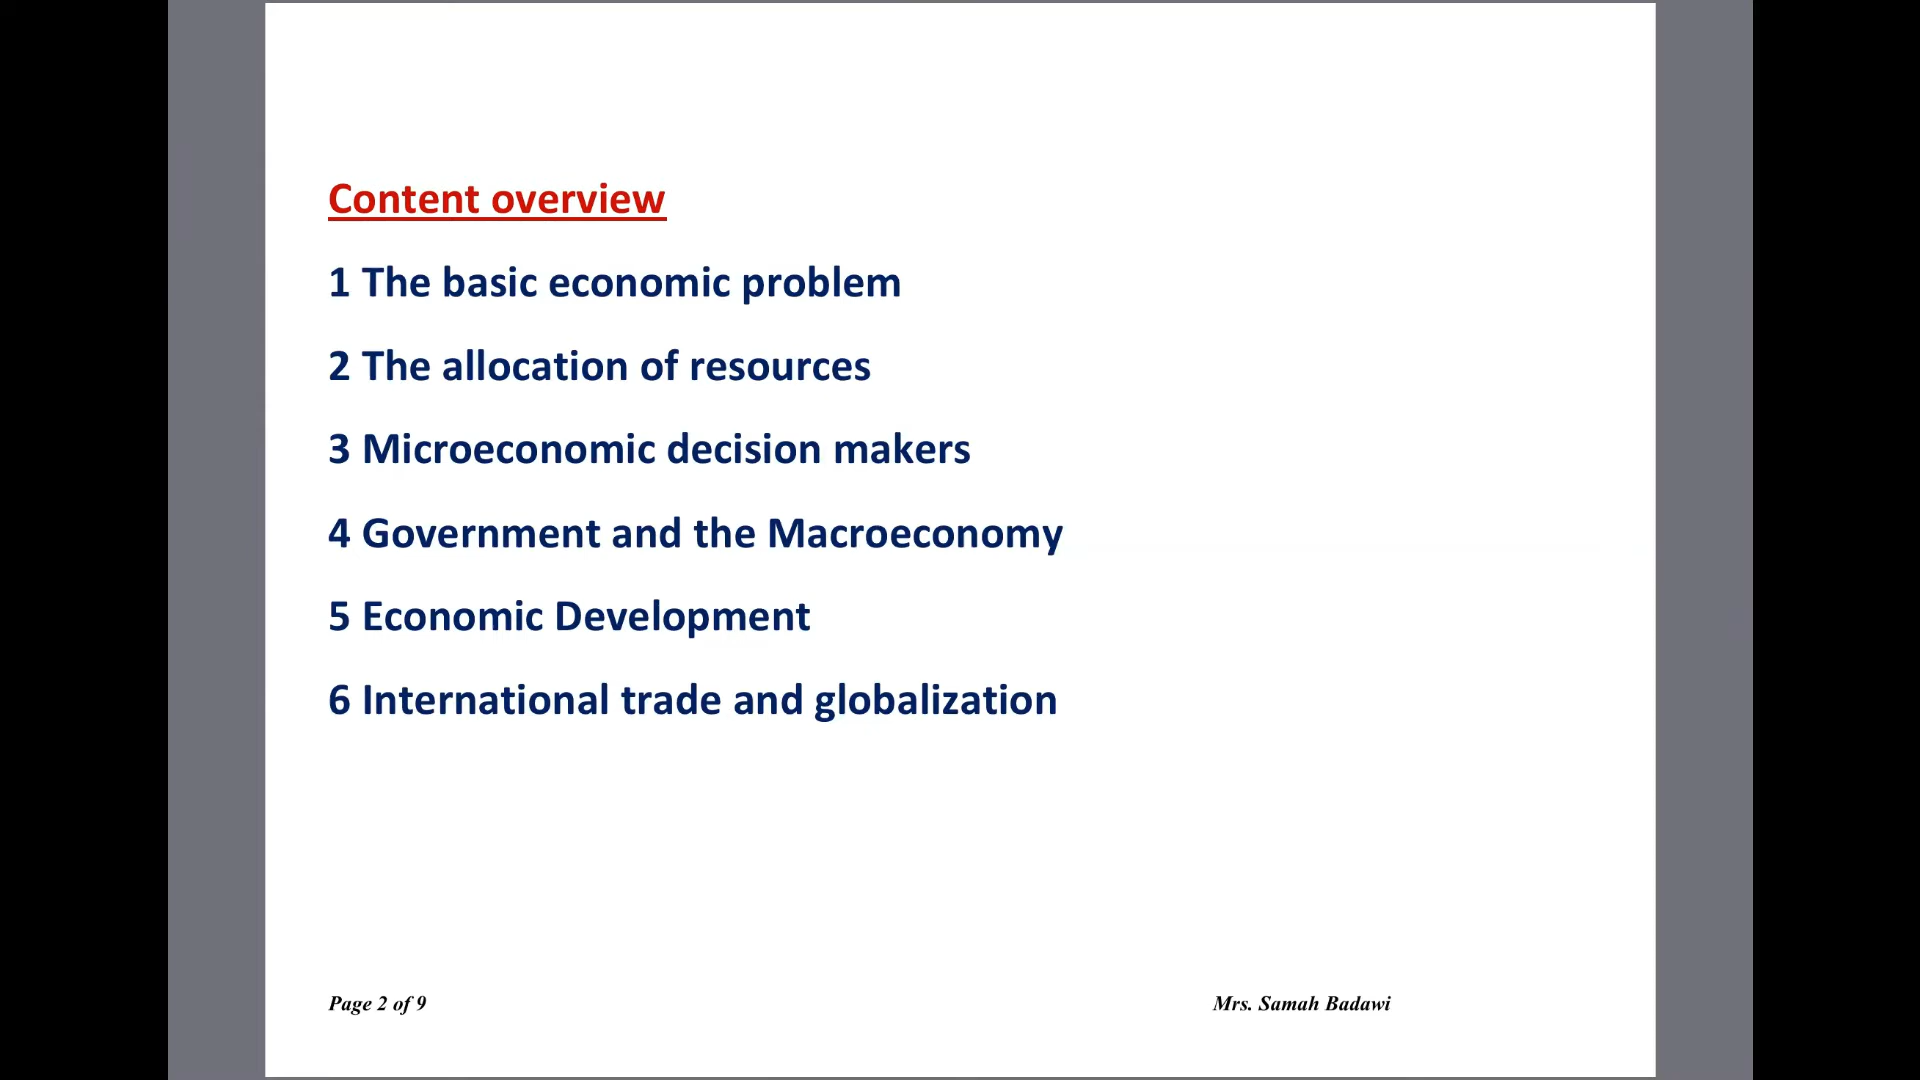 Content overview
1 The basic economic problem
2 The allocation of resources
3 Microeconomic decision makers
4 Government and the Macroeconomy
5 Economic Development
6 International trade and globalization
Page 2 of 9 Mrs. Samah Badawi